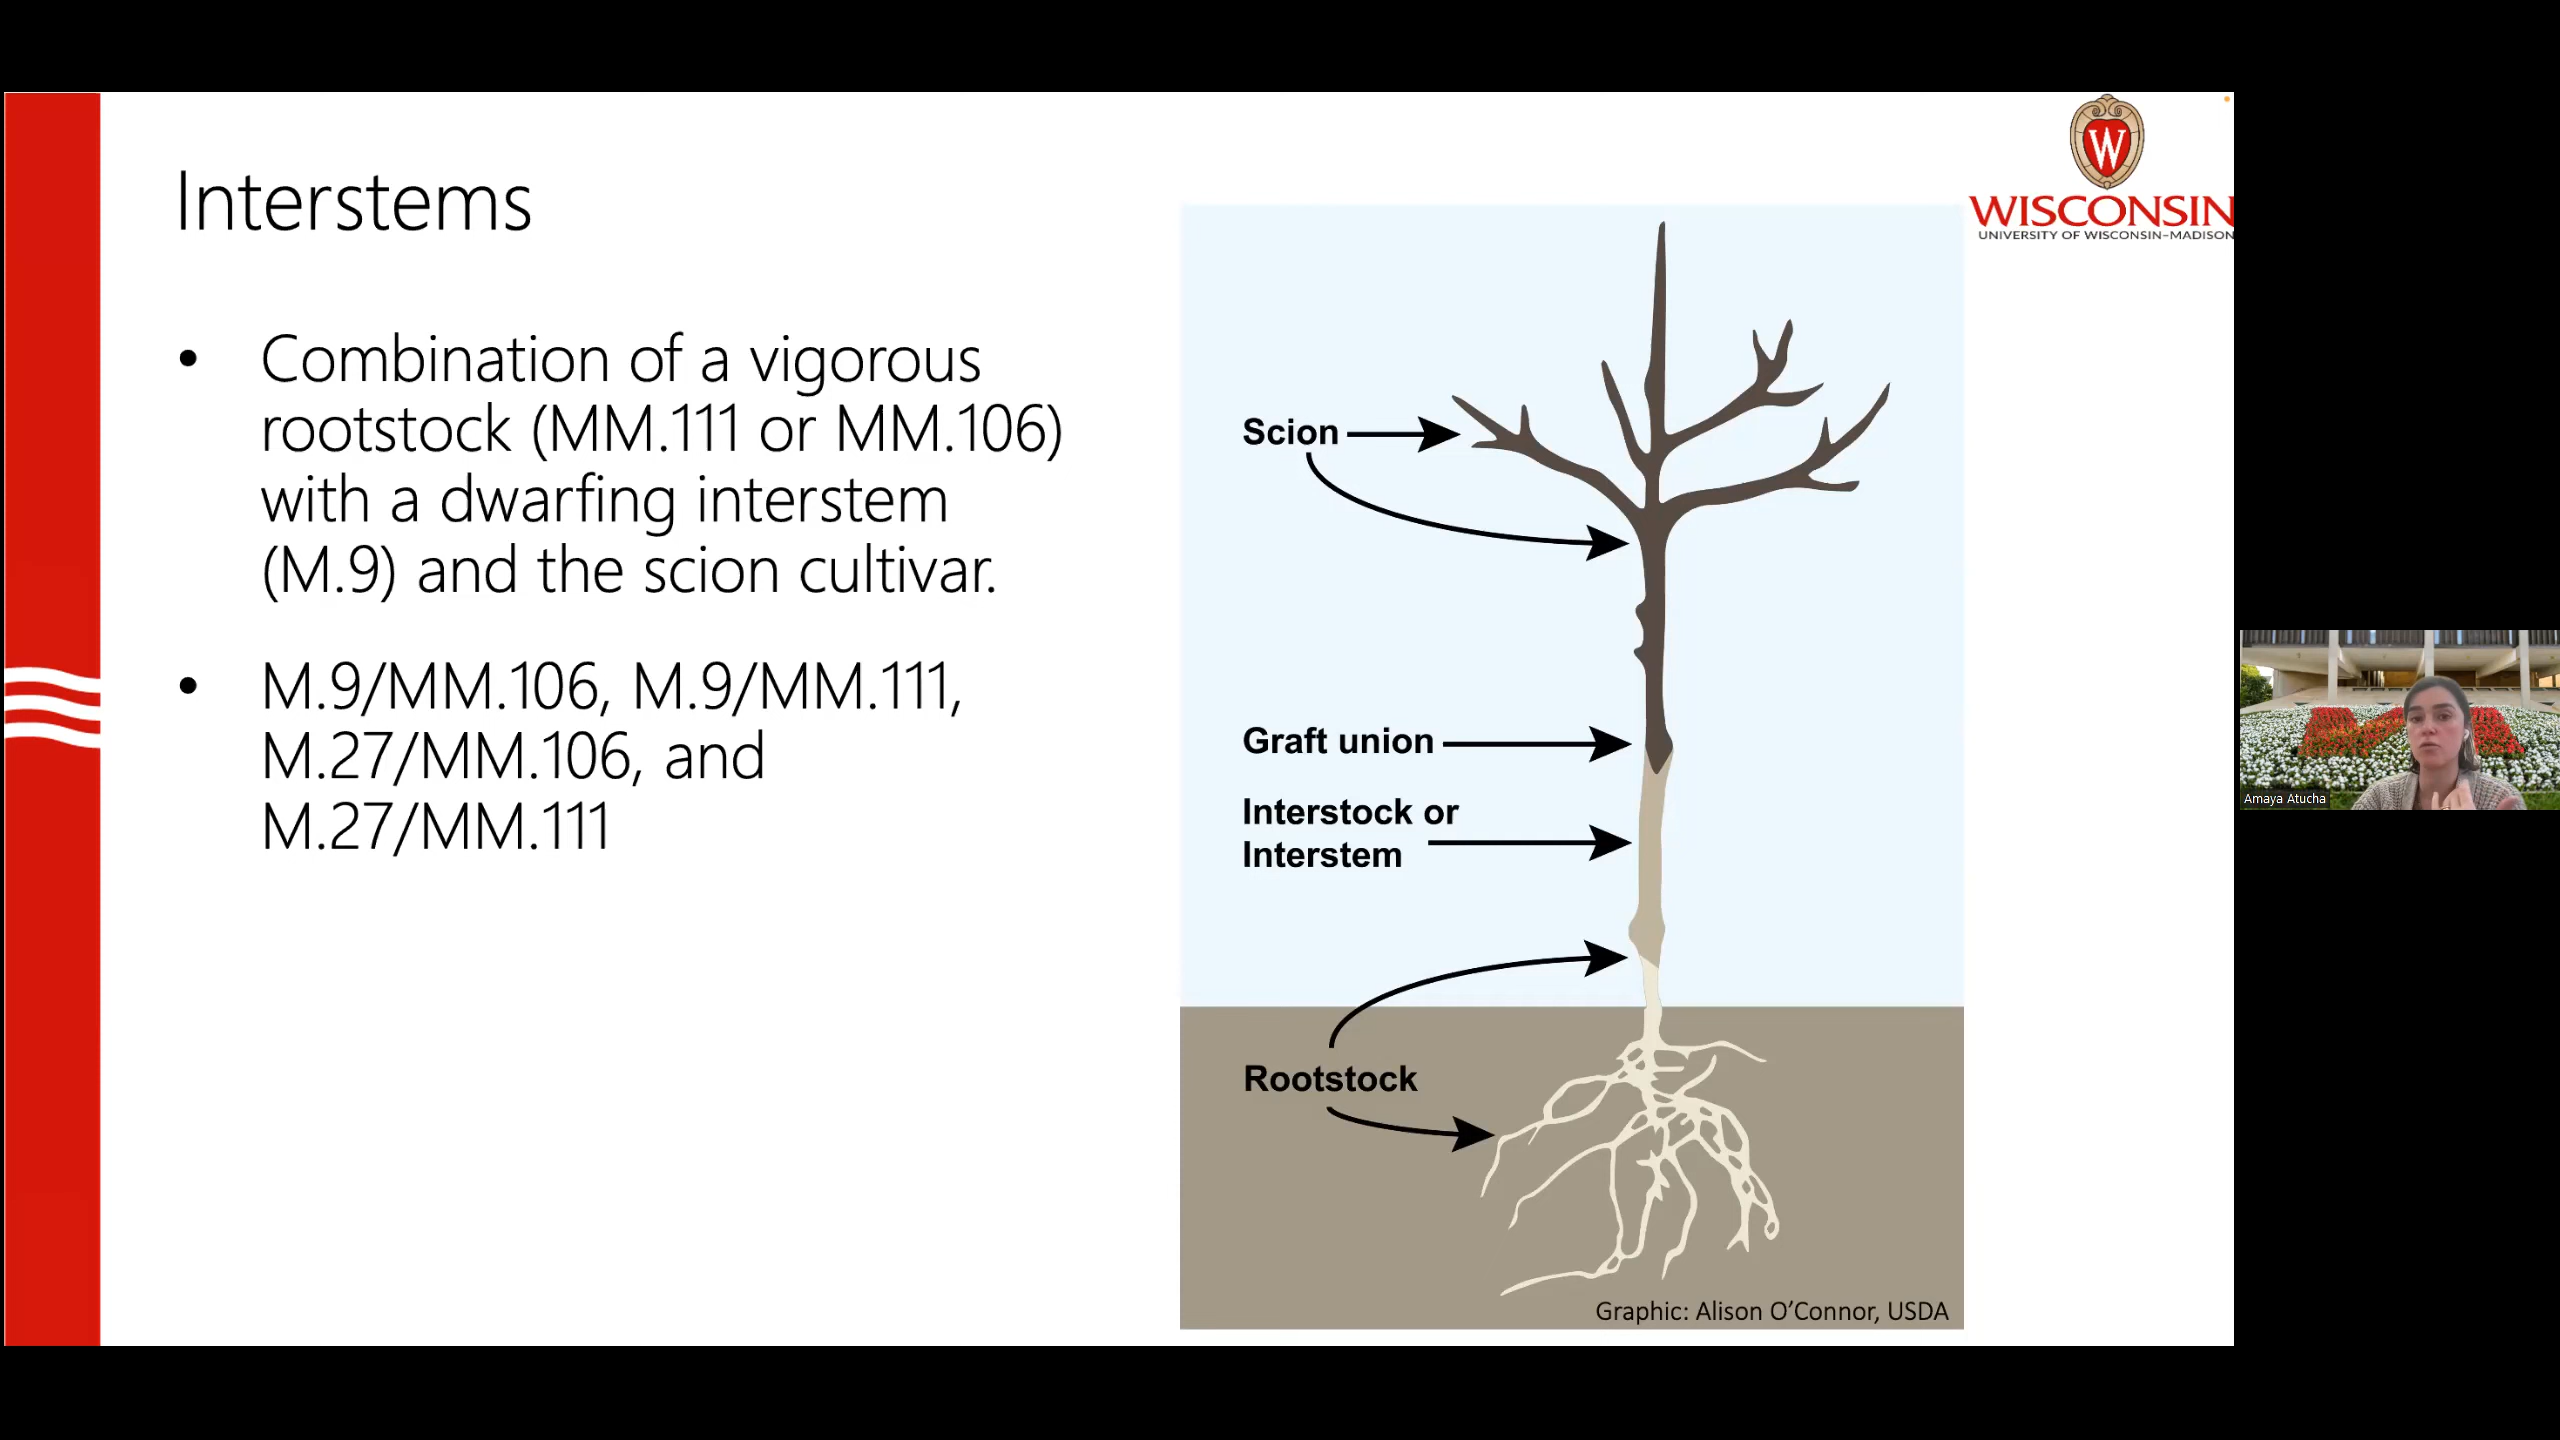 WISCONSIN
UNIVERSITY OF WISCONSIN–MADISON
Interstems
• Combination of a vigorous
rootstock (MM.111 or MM.106)
with a dwarfing interstem
(M.9) and the scion cultivar.
• M.9/MM.106, M.9/MM.111,
M.27/MM.106, and
M.27/MM.111
Scion
Graft union
Interstock or
Interstem
Rootstock
Graphic: Alison O’Connor, USDA
W
Amaya Atucha